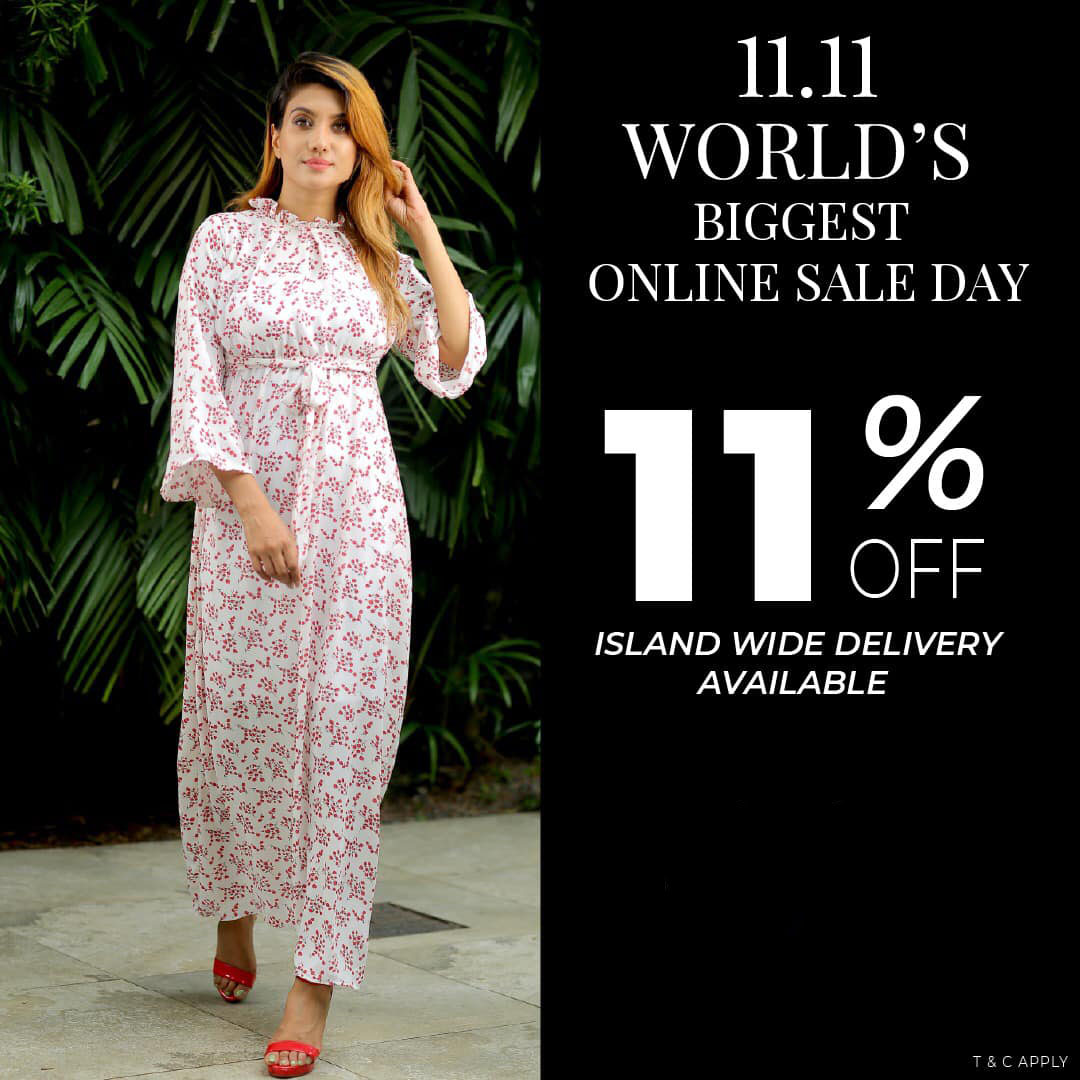 11.11
WORLD'S
BIGGEST
ONLINE SALE DAY
11%
OFF
ISLAND WIDE DELIVERY
AVAILABLE
T & C APPLY